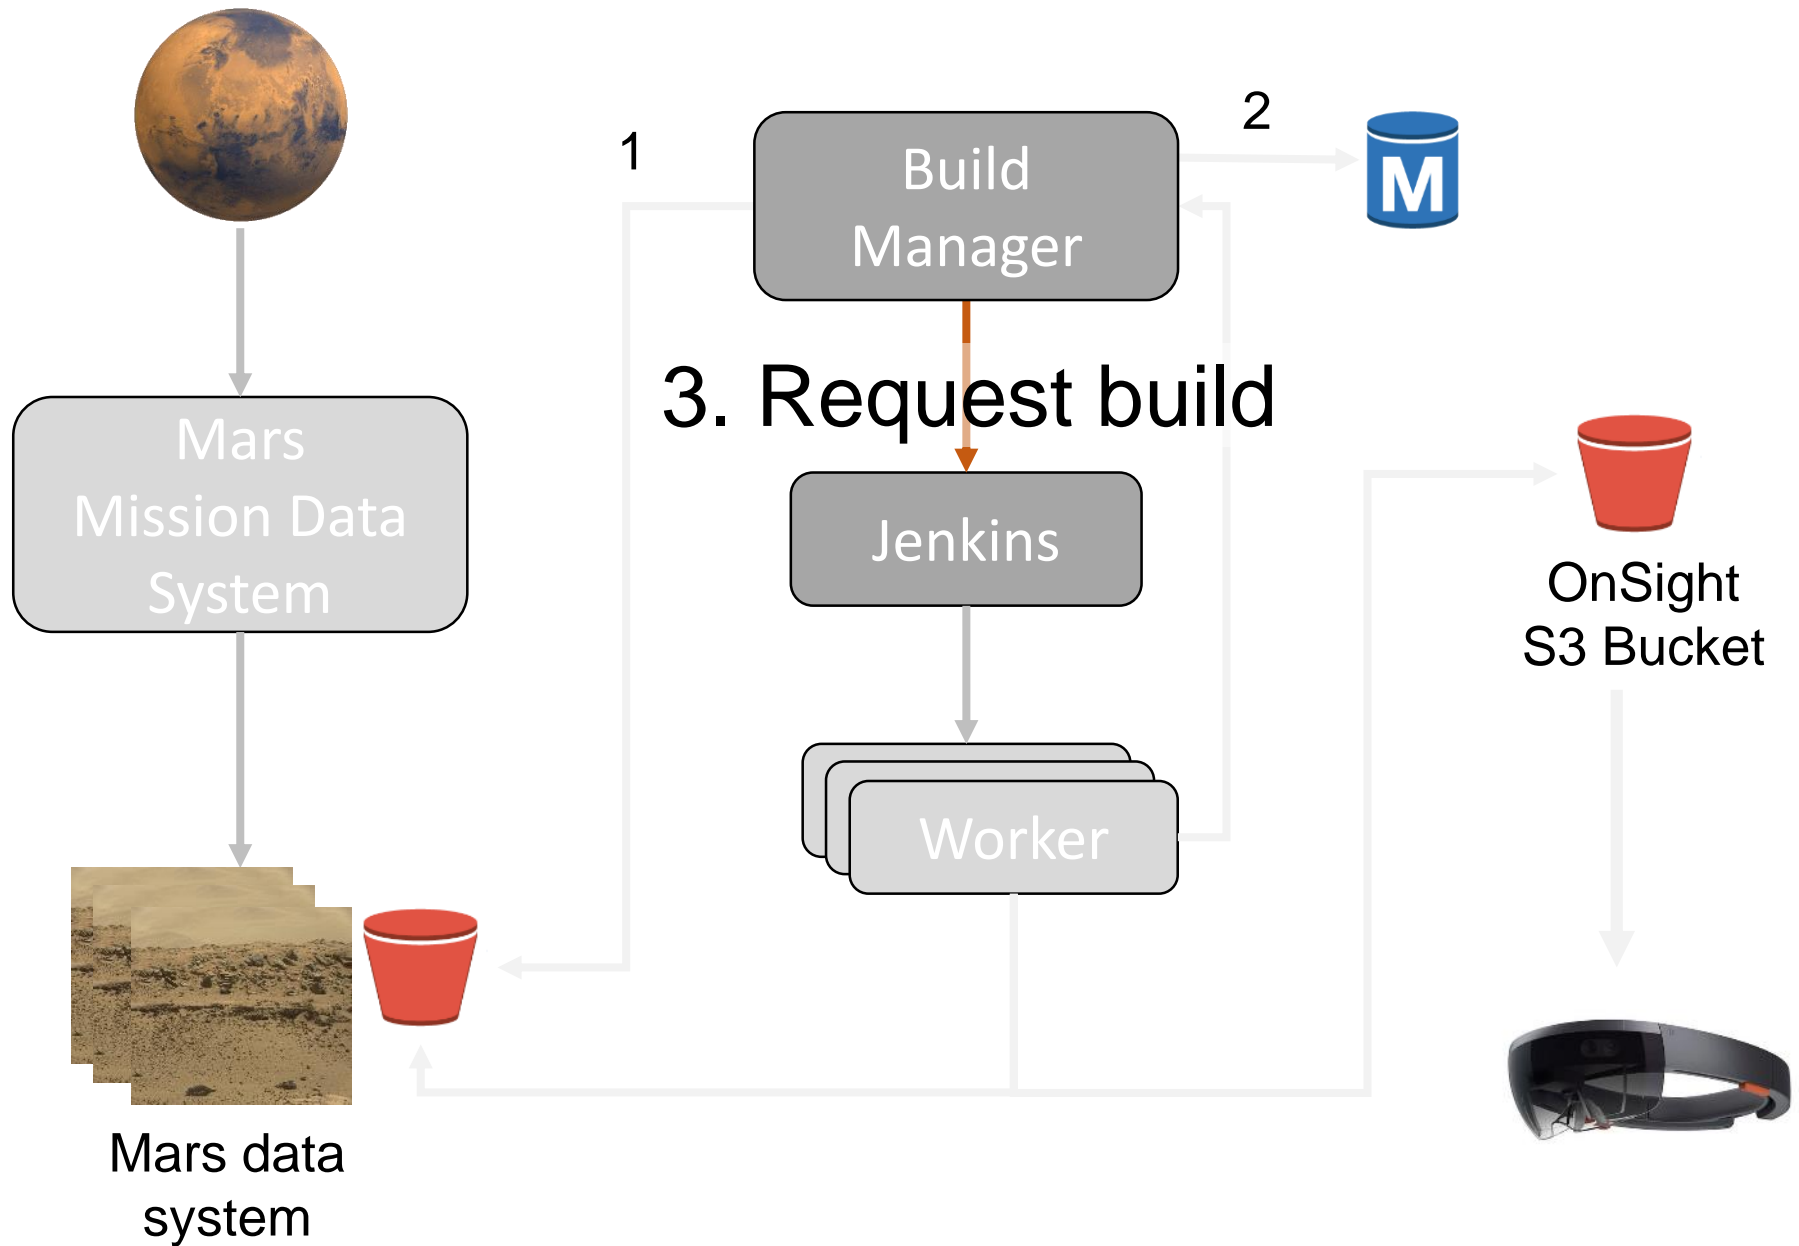 1
2
Build
Manager
M
3. Request build
Mars
Mission Data
System
Jenkins
OnSight
S3 Bucket
Worker
Mars data
system